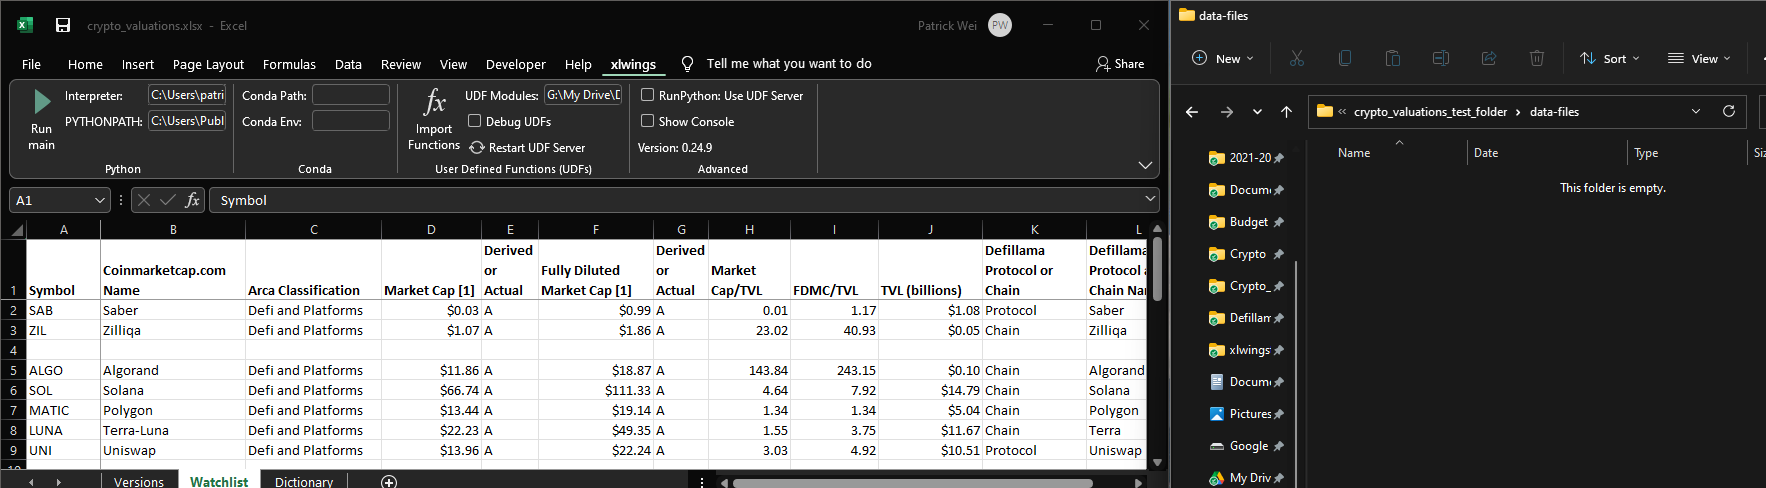 crypto_valuations.xlsx - Excel
Patrick Wei PW
File Home Insert Page Layout Formulas Data Review View Developer Help xlwings Tell me what you want to do Share
Run main
Interpreter: C:\Users\patri
PYTHONPATH: C:\Users\Publ
Python
Conda Path:
Conda Env:
Conda
fx
Import Functions
UDF Modules: G:\My Drive\D
Debug UDFs
Restart UDF Server
User Defined Functions (UDFs)
RunPython: Use UDF Server
Show Console
Version: 0.24.9
Advanced
A1 fx Symbol
A B C D E F G H I J K L
1 Symbol Coinmarketcap.com Name Arca Classification Market Cap [1] Derived or Actual Fully Diluted Market Cap [1] Derived or Actual Market Cap/TVL FDMC/TVL TVL (billions) Defillama Protocol or Chain Defillama Protocol a Chain Nar
2 SAB Saber Defi and Platforms $0.03 A $0.99 A 0.01 1.17 $1.08 Protocol Saber
3 ZIL Zilliqa Defi and Platforms $1.07 A $1.86 A 23.02 40.93 $0.05 Chain Zilliqa
4
5 ALGO Algorand Defi and Platforms $11.86 A $18.87 A 143.84 243.15 $0.10 Chain Algorand
6 SOL Solana Defi and Platforms $66.74 A $111.33 A 4.64 7.92 $14.79 Chain Solana
7 MATIC Polygon Defi and Platforms $13.44 A $19.14 A 1.34 1.34 $5.04 Chain Polygon
8 LUNA Terra-Luna Defi and Platforms $22.23 A $49.35 A 1.55 3.75 $11.67 Chain Terra
9 UNI Uniswap Defi and Platforms $13.96 A $22.24 A 3.03 4.92 $10.51 Protocol Uniswap
Versions Watchlist Dictionary
data-files
New Sort View
« crypto_valuations_test_folder › data-files
Name Date Type Siz
This folder is empty.
2021-20
Docum
Budget
Crypto
Crypto_
Defillam
xlwings
Docum
Pictures
Google
My Driv